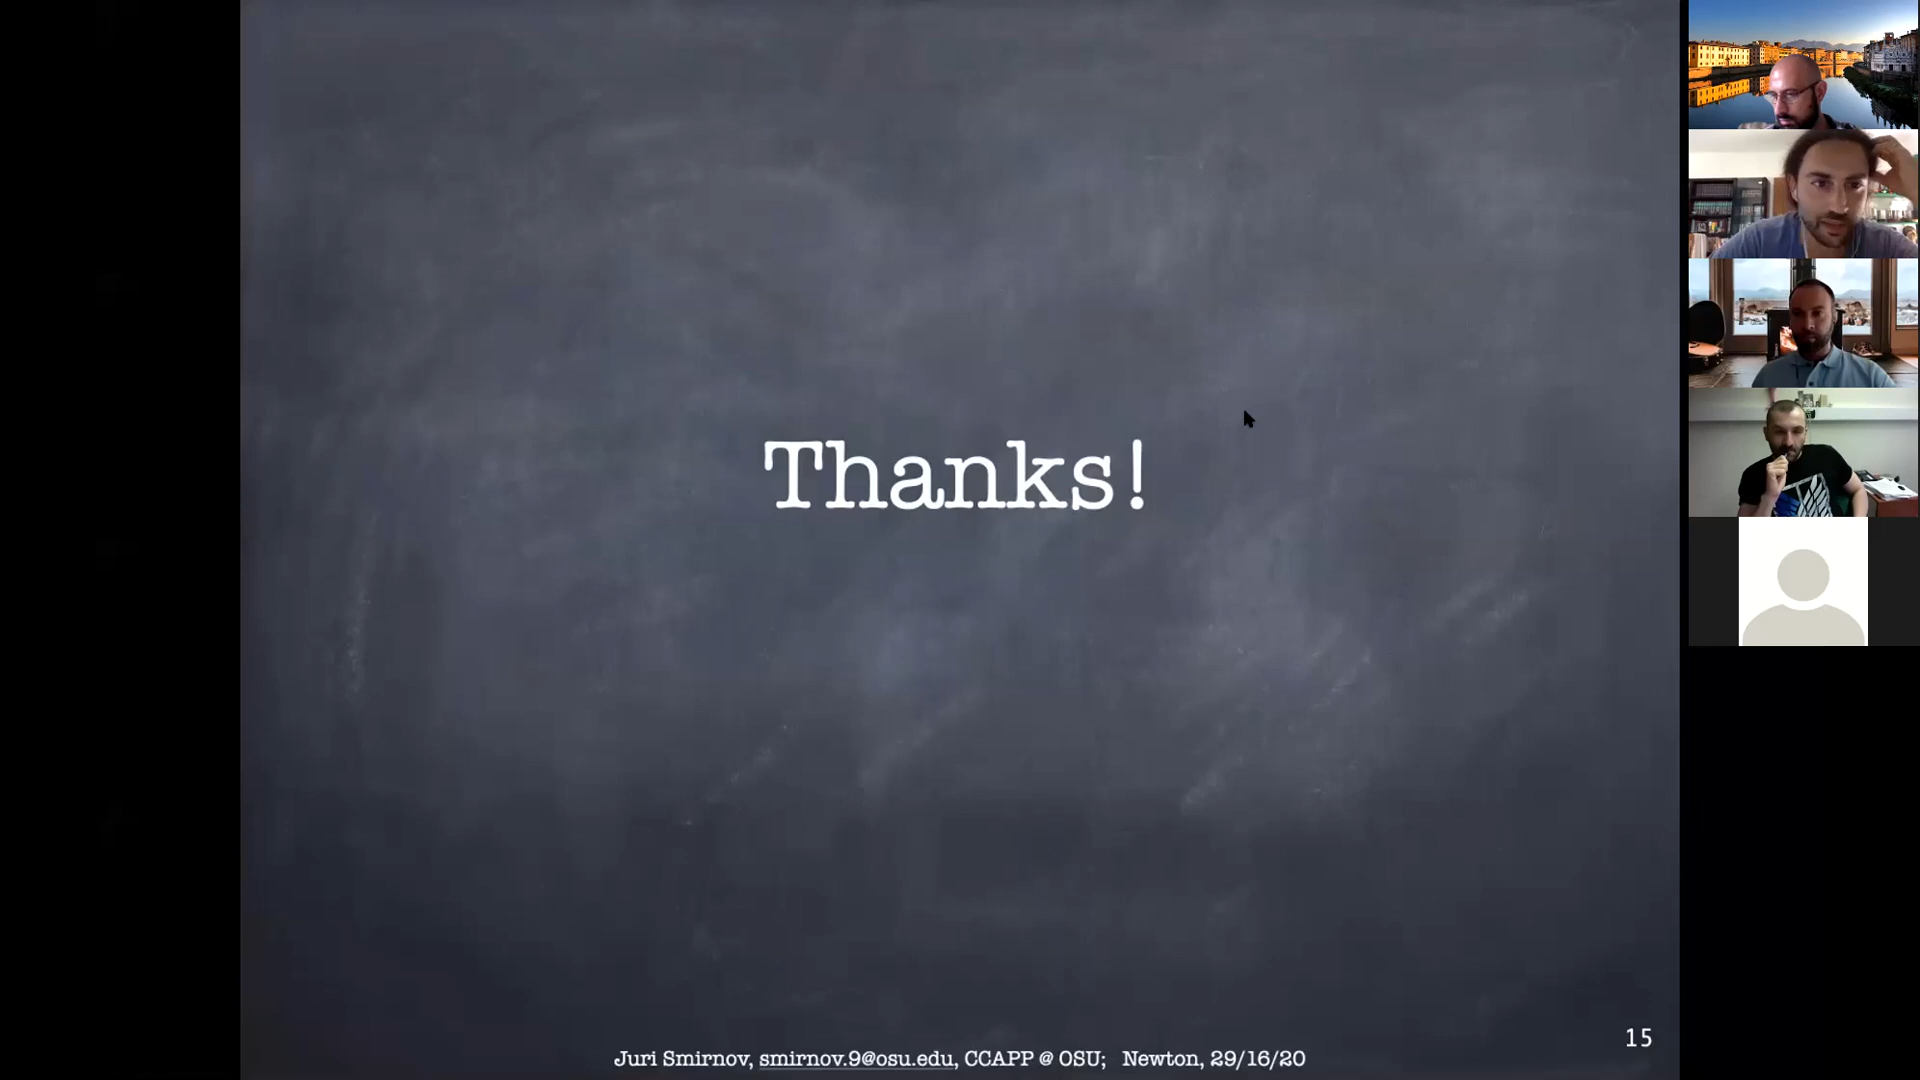 Thanks!
15
Juri Smirnov, smirnov.9@osu.edu, CCAPP @ OSU; Newton, 29/16/20